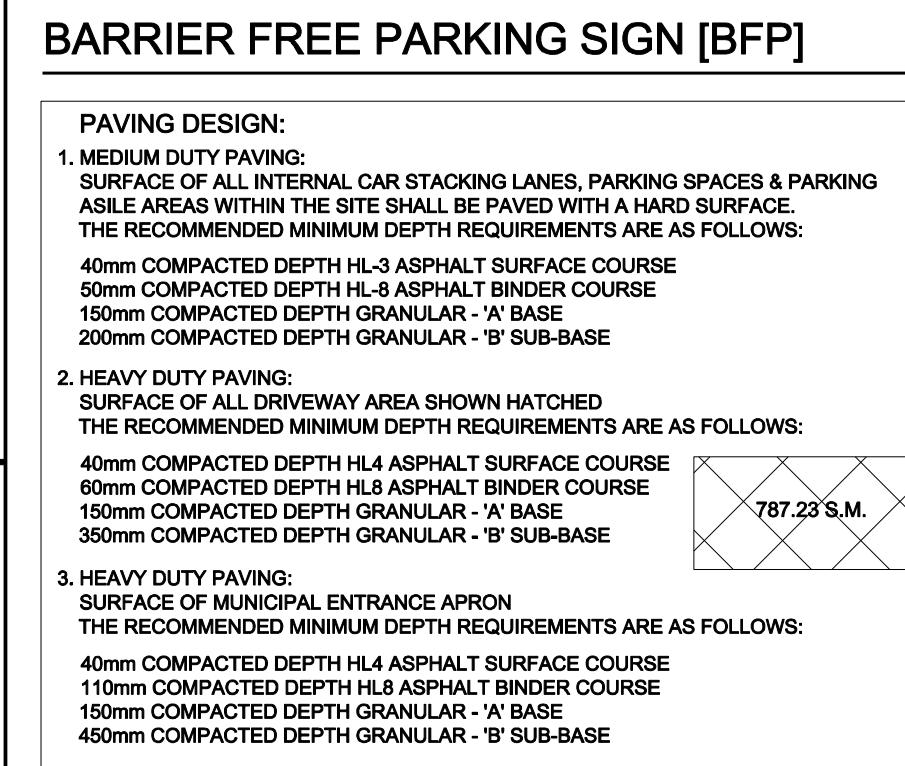 BARRIER FREE PARKING SIGN [BFP]
PAVING DESIGN:
1. MEDIUM DUTY PAVING:
SURFACE OF ALL INTERNAL CAR STACKING LANES, PARKING SPACES & PARKING
ASILE AREAS WITHIN THE SITE SHALL BE PAVED WITH A HARD SURFACE.
THE RECOMMENDED MINIMUM DEPTH REQUIREMENTS ARE AS FOLLOWS:
40mm COMPACTED DEPTH HL-3 ASPHALT SURFACE COURSE
50mm COMPACTED DEPTH HL-8 ASPHALT BINDER COURSE
150mm COMPACTED DEPTH GRANULAR - 'A' BASE
200mm COMPACTED DEPTH GRANULAR - 'B' SUB-BASE
2. HEAVY DUTY PAVING:
SURFACE OF ALL DRIVEWAY AREA SHOWN HATCHED
THE RECOMMENDED MINIMUM DEPTH REQUIREMENTS ARE AS FOLLOWS:
40mm COMPACTED DEPTH HL4 ASPHALT SURFACE COURSE
60mm COMPACTED DEPTH HL8 ASPHALT BINDER COURSE
150mm COMPACTED DEPTH GRANULAR - 'A' BASE
350mm COMPACTED DEPTH GRANULAR - 'B' SUB-BASE
787.23 S.M.
3. HEAVY DUTY PAVING:
SURFACE OF MUNICIPAL ENTRANCE APRON
THE RECOMMENDED MINIMUM DEPTH REQUIREMENTS ARE AS FOLLOWS:
40mm COMPACTED DEPTH HL4 ASPHALT SURFACE COURSE
110mm COMPACTED DEPTH HL8 ASPHALT BINDER COURSE
150mm COMPACTED DEPTH GRANULAR - 'A' BASE
450mm COMPACTED DEPTH GRANULAR - 'B' SUB-BASE